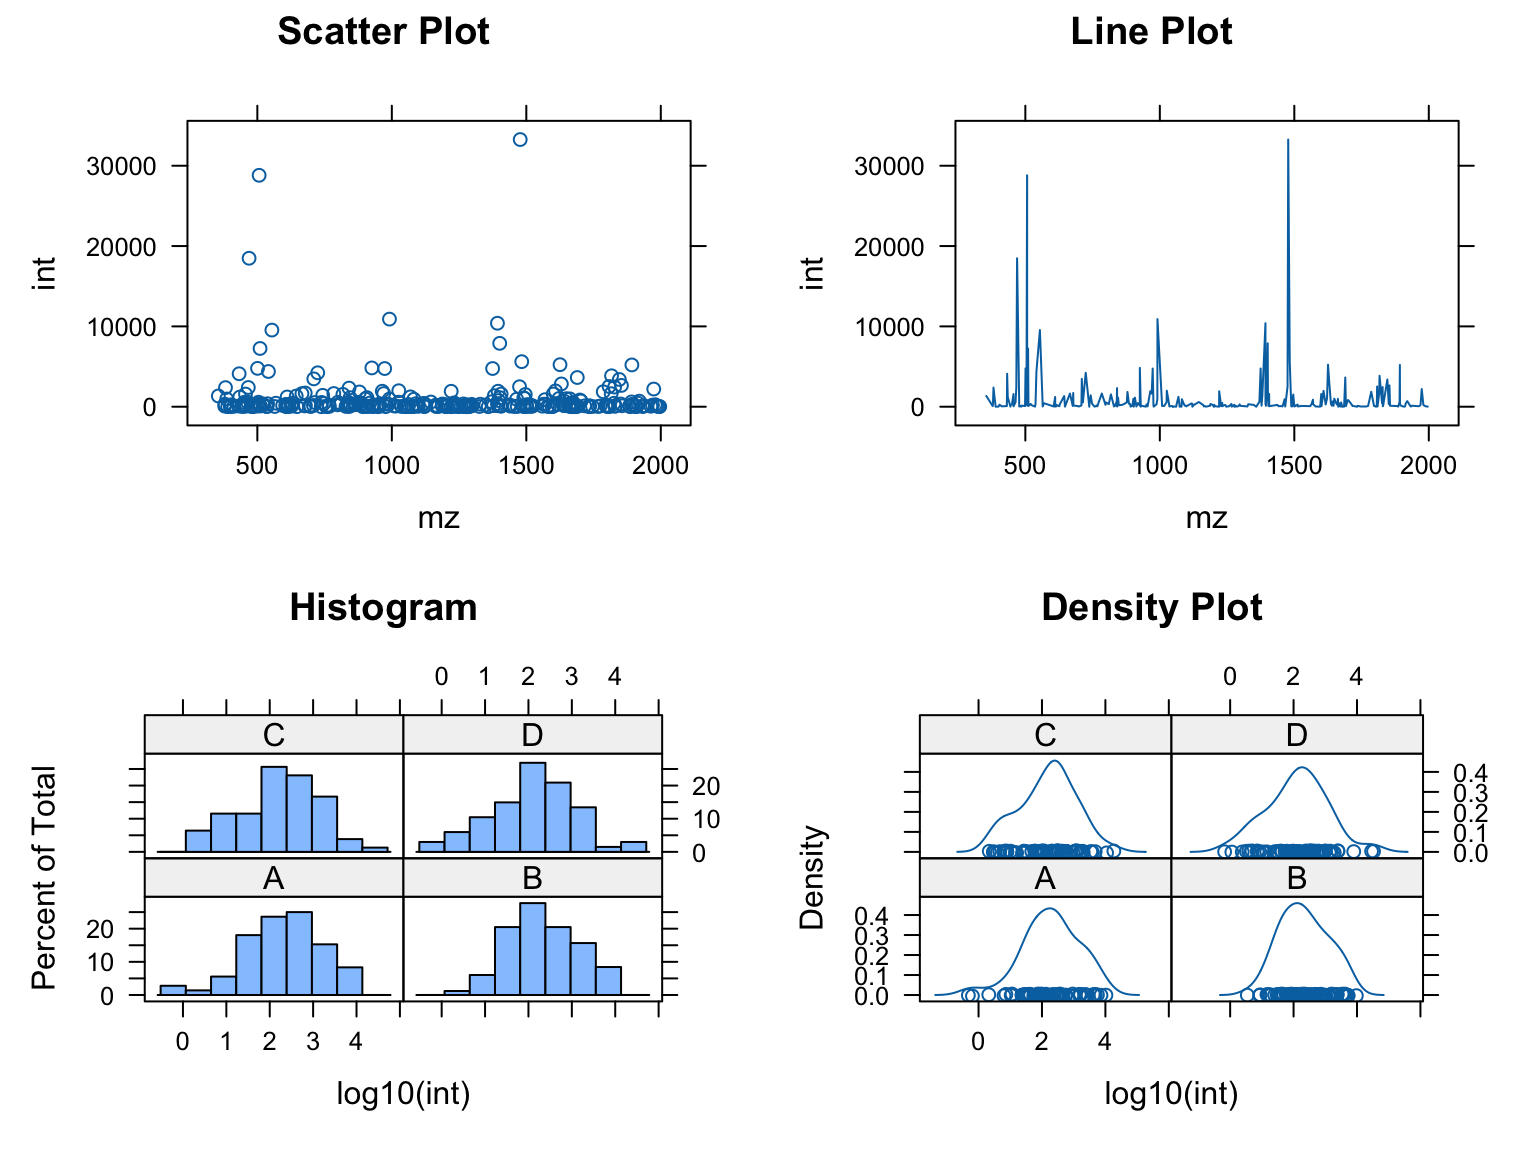 Scatter Plot
30000
20000
10000
0
int
500 1000 1500 2000
mz
Line Plot
30000
20000
10000
0
int
500 1000 1500 2000
mz
Histogram
0 1 2 3 4
C D
20
10
0
A B
20
10
0
Percent of Total
0 1 2 3 4
log10(int)
Density Plot
0 2 4
C D
0.4
0.3
0.2
0.1
0.0
A B
0.4
0.3
0.2
0.1
0.0
Density
0 2 4
log10(int)